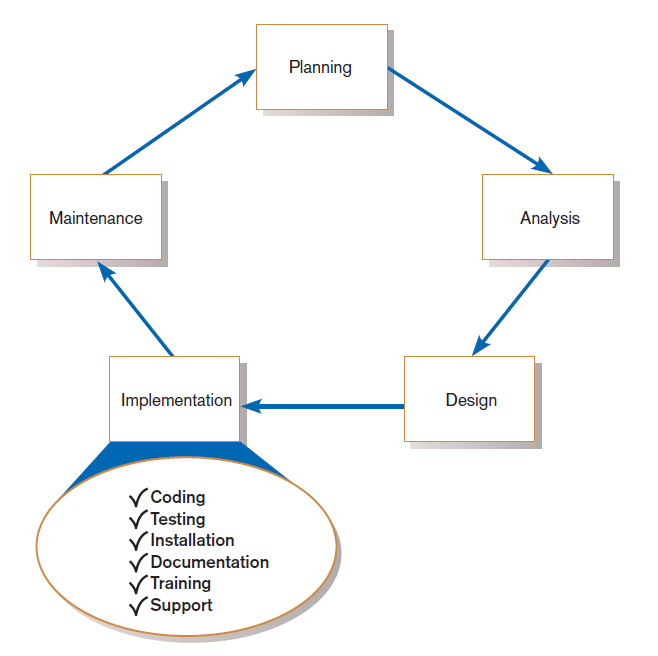 Planning
Maintenance
Analysis
Implementation
Design
Coding
Testing
Installation
Documentation
Training
Support